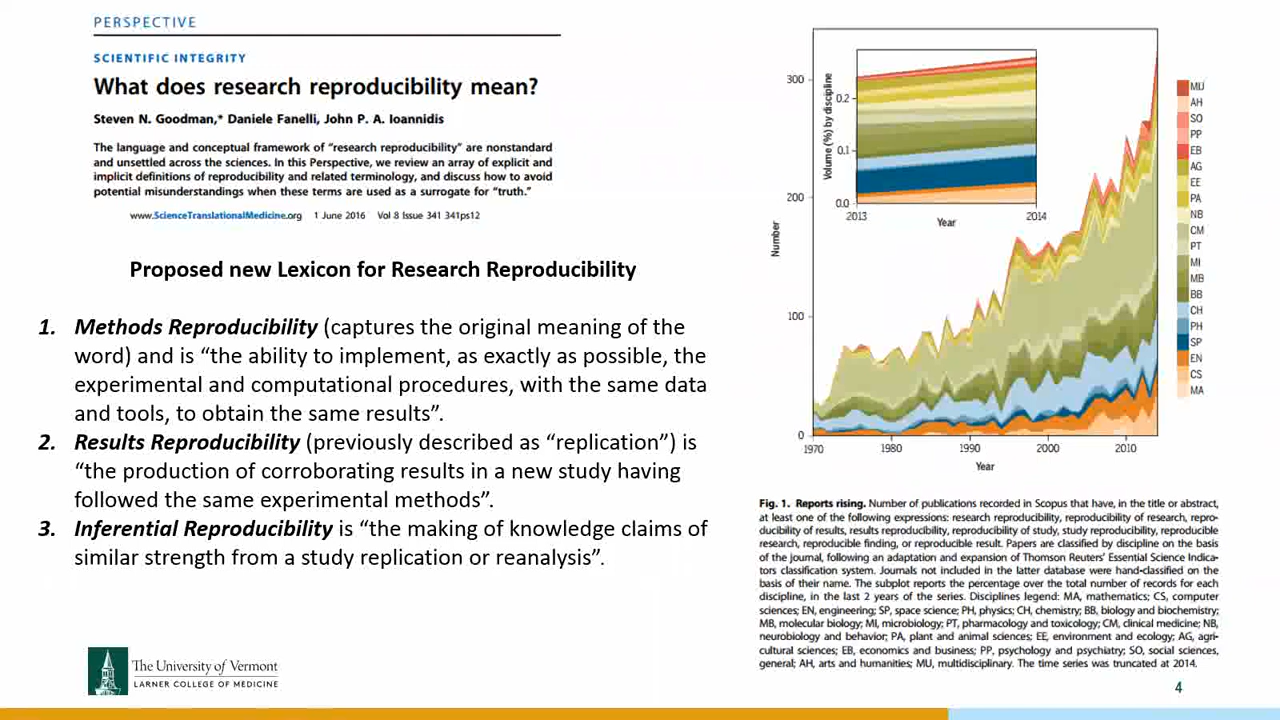 PERSPECTIVE
SCIENTIFIC INTEGRITY
What does research reproducibility mean?
Steven N. Goodman,* Daniele Fanelli, John P. A. Ioannidis
The language and conceptual framework of “research reproducibility” are nonstandard
and unsettled across the sciences. In this Perspective, we review an array of explicit and
implicit definitions of reproducibility and related terminology, and discuss how to avoid
potential misunderstandings when these terms are used as a surrogate for “truth.”
www.ScienceTranslationalMedicine.org 1 June 2016 Vol 8 Issue 341 341ps12
Proposed new Lexicon for Research Reproducibility
1. Methods Reproducibility (captures the original meaning of the
word) and is “the ability to implement, as exactly as possible, the
experimental and computational procedures, with the same data
and tools, to obtain the same results”.
2. Results Reproducibility (previously described as “replication”) is
“the production of corroborating results in a new study having
followed the same experimental methods”.
3. Inferential Reproducibility is “the making of knowledge claims of
similar strength from a study replication or reanalysis”.
The University of Vermont
LARNER COLLEGE OF MEDICINE
Number
300
200
100
0
1970 1980 1990 2000 2010
Year
Volume (%) by discipline
0.2
0.1
0.0
2013 2014
Year
MU
AH
SO
PP
EB
AG
EE
PA
NB
CM
PT
MI
MB
BB
CH
PH
SP
EN
CS
MA
Fig. 1. Reports rising. Number of publications recorded in Scopus that have, in the title or abstract,
at least one of the following expressions: research reproducibility, reproducibility of research, repro-
ducibility of results, results reproducibility, reproducibility of study, study reproducibility, reproducible
research, reproducible finding, or reproducible result. Papers are classified by discipline on the basis
of the journal, following an adaptation and expansion of Thomson Reuters’ Essential Science Indica-
tors classification system. Journals not included in the latter database were hand-classified on the
basis of their name. The subplot reports the percentage over the total number of records for each
discipline, in the last 2 years of the series. Disciplines legend: MA, mathematics; CS, computer
sciences; EN, engineering; SP, space science; PH, physics; CH, chemistry; BB, biology and biochemistry;
MB, molecular biology; MI, microbiology; PT, pharmacology and toxicology; CM, clinical medicine; NB,
neurobiology and behavior; PA, plant and animal sciences; EE, environment and ecology; AG, agri-
cultural sciences; EB, economics and business; PP, psychology and psychiatry; SO, social sciences,
general; AH, arts and humanities; MU, multidisciplinary. The time series was truncated at 2014.
4